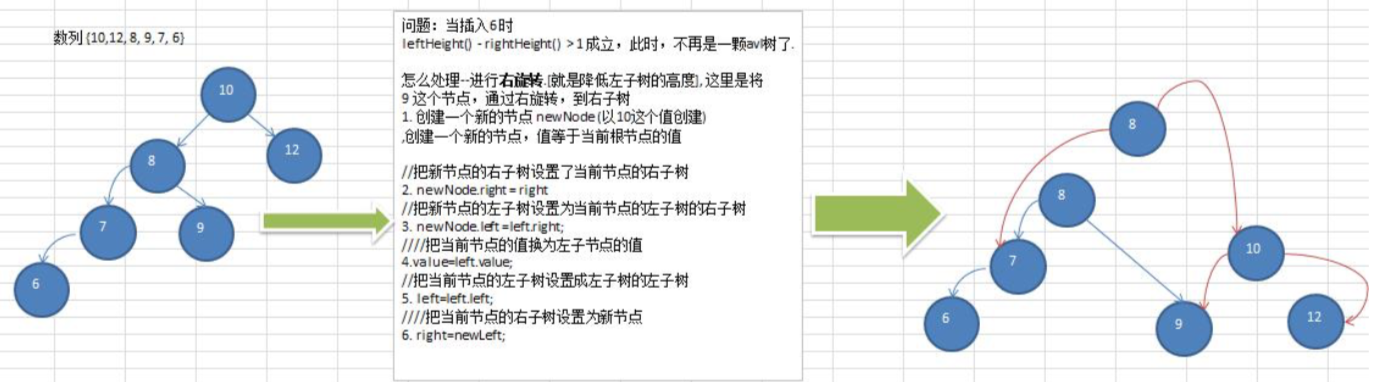 数列 {10,12, 8, 9, 7, 6}
10
8
12
7
9
6
问题：当插入6时
leftHeight() - rightHeight() >1成立，此时，不再是一颗avl树了.
怎么处理--进行右旋转.[就是降低左子树的高度], 这里是将
9 这个节点，通过右旋转，到右子树
1. 创建一个新的节点 newNode (以10这个值创建)
,创建一个新的节点，值等于当前根节点的值
//把新节点的右子树设置了当前节点的右子树
2. newNode.right = right
//把新节点的左子树设置为当前节点的左子树的右子树
3. newNode.left =left.right;
////把当前节点的值换为左子节点的值
4.value=left.value;
//把当前节点的左子树设置成左子树的左子树
5. left=left.left;
////把当前节点的右子树设置为新节点
6. right=newLeft;
8
8
7
10
6
9
12